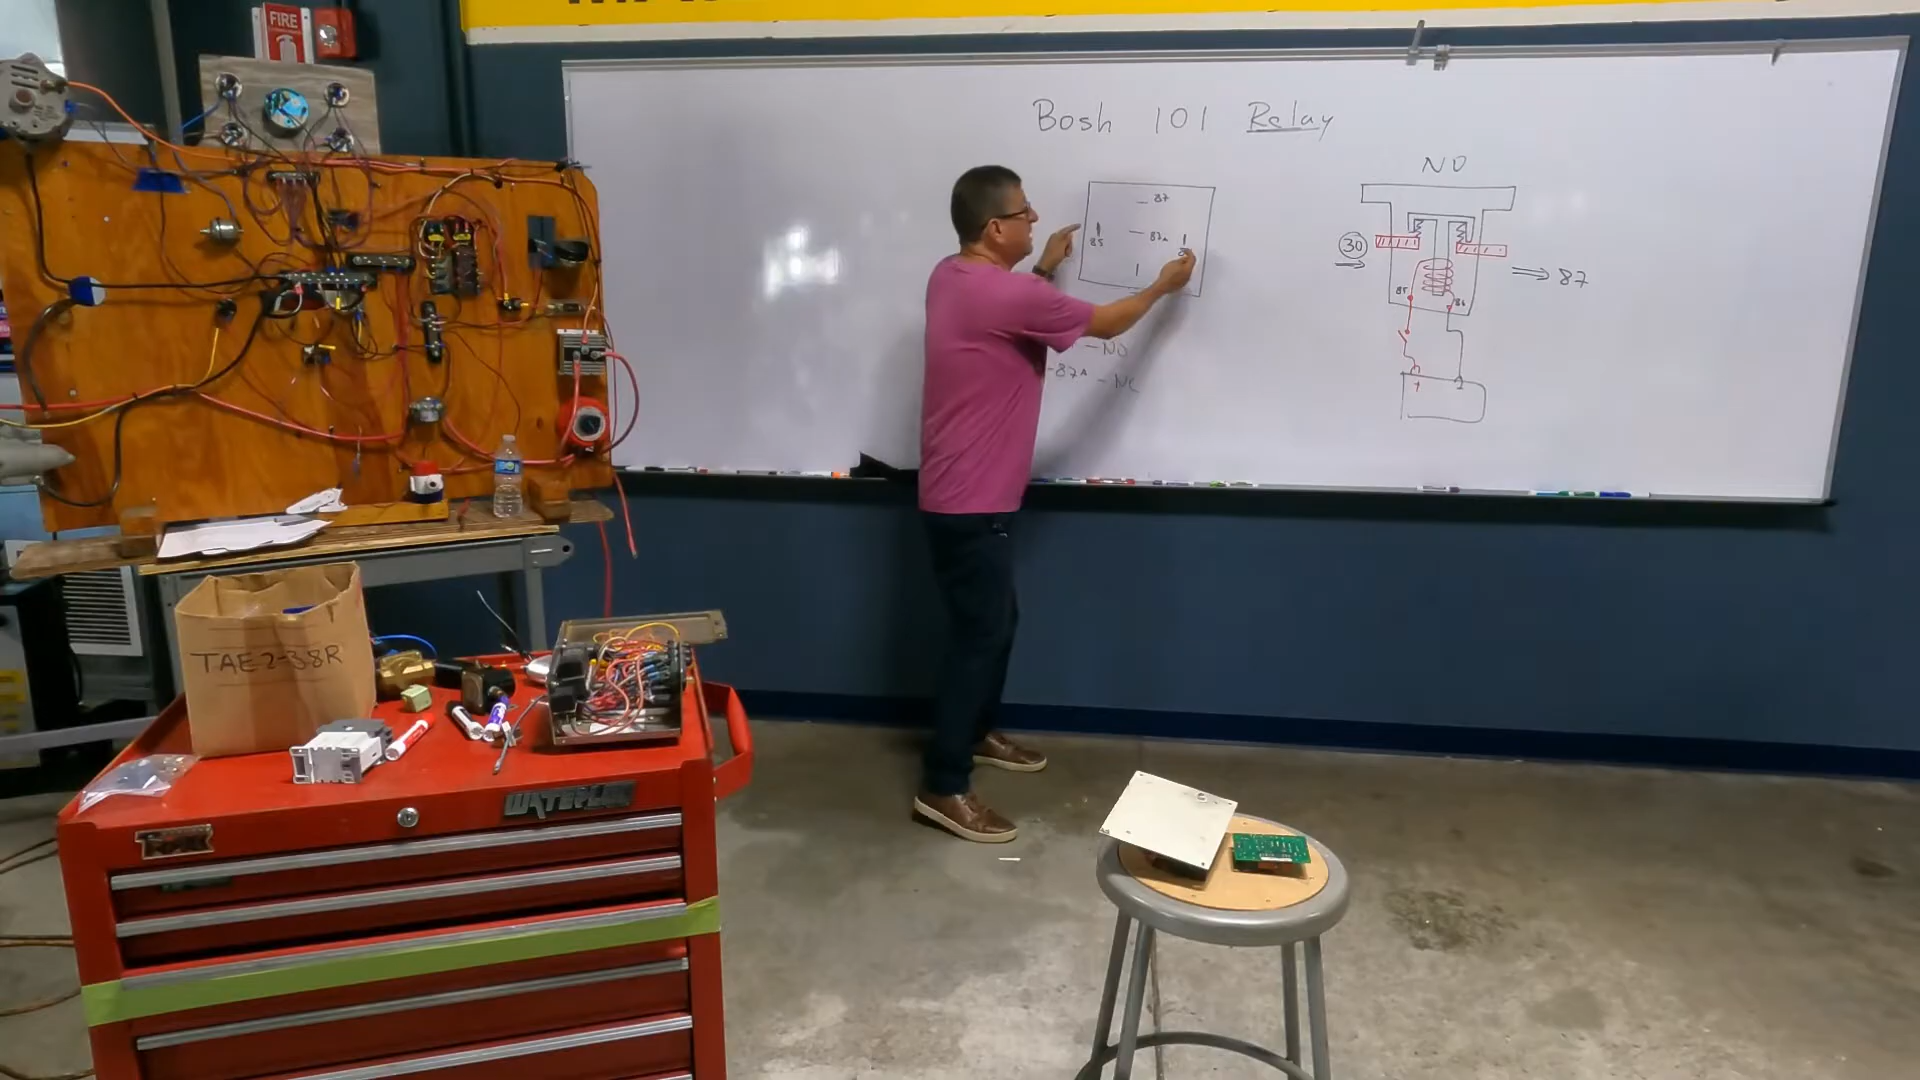 FIRE
Bosh 101 Relay
NO
87
85
87A
30
87
85
86
- NO
-87A - NC
TAE2-38R
WATERLOO